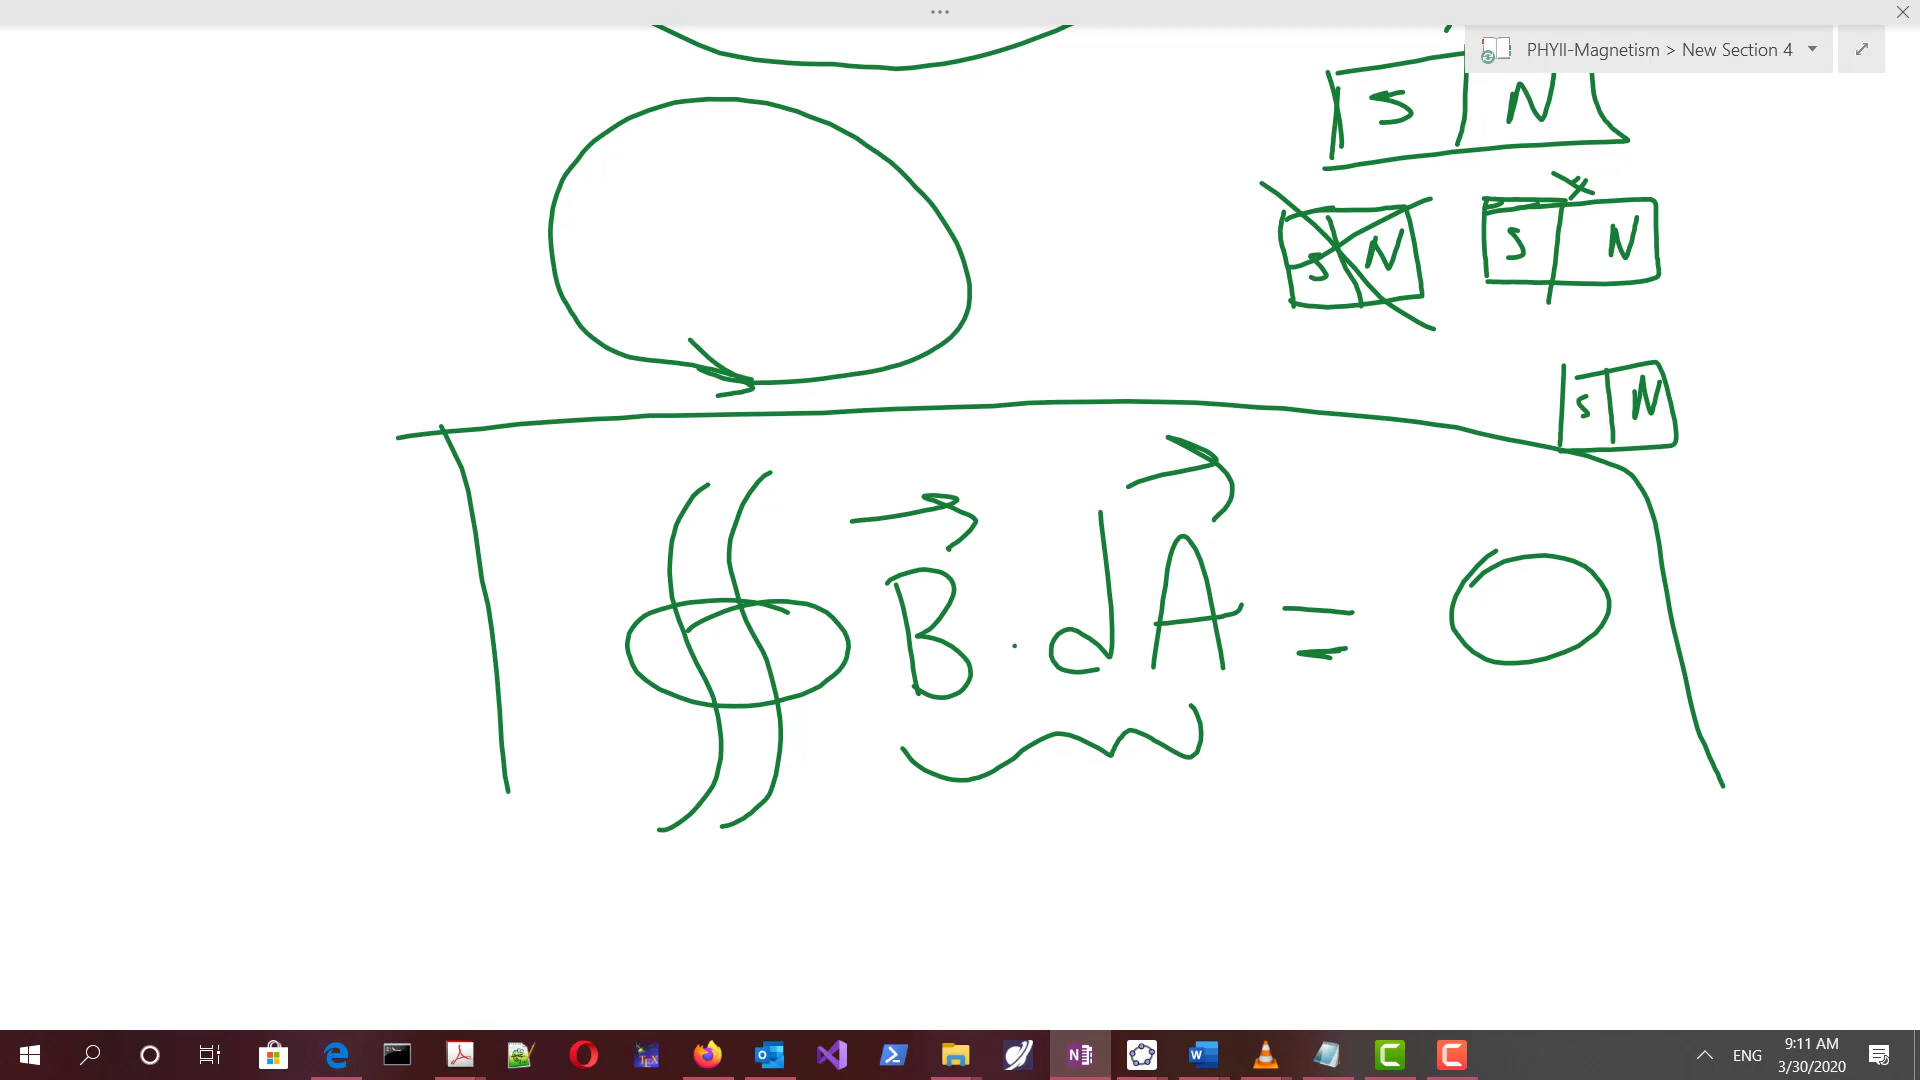 PHYII-Magnetism > New Section 4
S N
S N S N
S N
∯ B⃗ · dA⃗ = 0
ENG
9:11 AM
3/30/2020